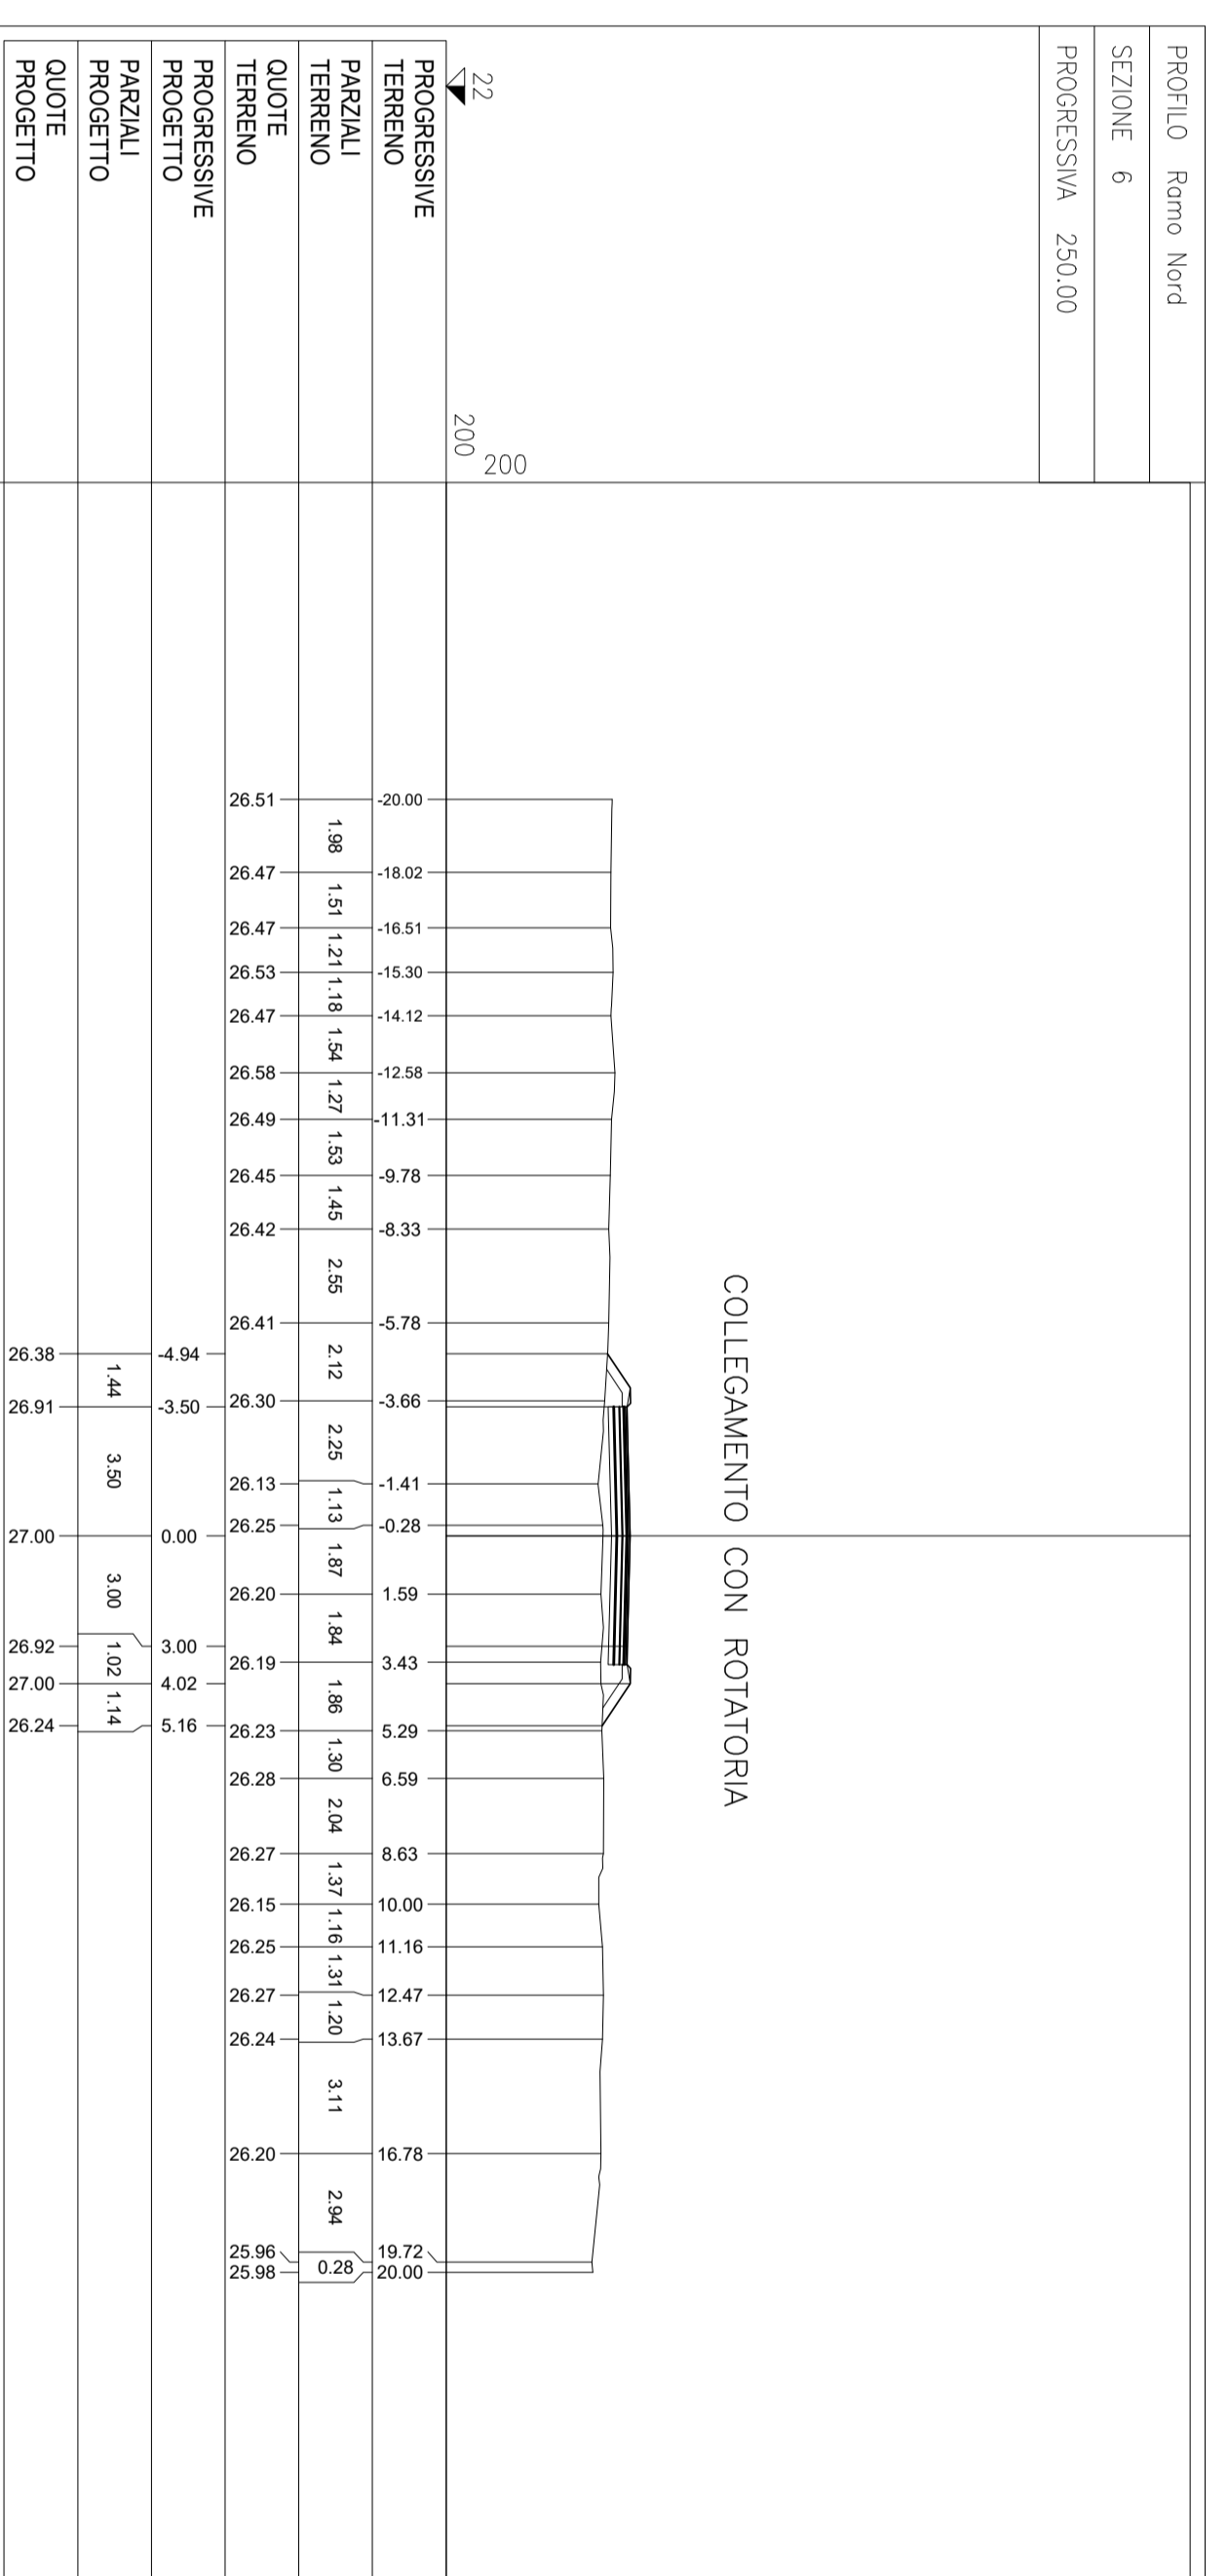 PROFILO Ramo Nord
SEZIONE 6
PROGRESSIVA 250.00
COLLEGAMENTO CON ROTATORIA
200
200
22
PROGRESSIVE TERRENO
-20.00 -18.02 -16.51 -15.30 -14.12 -12.58 -11.31 -9.78 -8.33 -5.78 -3.66 -1.41 -0.28 1.59 3.43 5.29 6.59 8.63 10.00 11.16 12.47 13.67 16.78 19.72 20.00
PARZIALI TERRENO
1.98 1.51 1.21 1.18 1.54 1.27 1.53 1.45 2.55 2.12 2.25 1.13 1.87 1.84 1.86 1.30 2.04 1.37 1.16 1.31 1.20 3.11 2.94 0.28
QUOTE TERRENO
26.51 26.47 26.47 26.53 26.47 26.58 26.49 26.45 26.42 26.41 26.30 26.13 26.25 26.20 26.19 26.23 26.28 26.27 26.15 26.25 26.27 26.24 26.20 25.96 25.98
PROGRESSIVE PROGETTO
-4.94 -3.50 0.00 3.00 4.02 5.16
PARZIALI PROGETTO
1.44 3.50 3.00 1.02 1.14
QUOTE PROGETTO
26.38 26.91 27.00 26.92 27.00 26.24